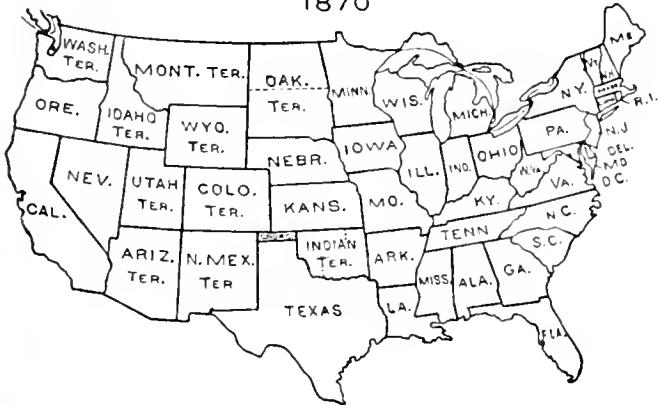 1870
WASH.
TER.
MONT. TER.
DAK.
TER.
MINN.
ME.
VT.
N.H.
ORE.
IDAHO
TER.
WYO.
TER.
WIS.
MICH.
N.Y.
R.I.
NEV.
UTAH
TER.
COLO.
TER.
NEBR.
IOWA
ILL.
IND.
OHIO
PA.
N.J.
DEL.
MD
D.C.
CAL.
KANS.
MO.
KY.
W.VA.
VA.
ARIZ.
TER.
N.MEX.
TER
INDIAN
TER.
ARK.
TENN
N.C.
S.C.
TEXAS
LA.
MISS.
ALA.
GA.
FLA.